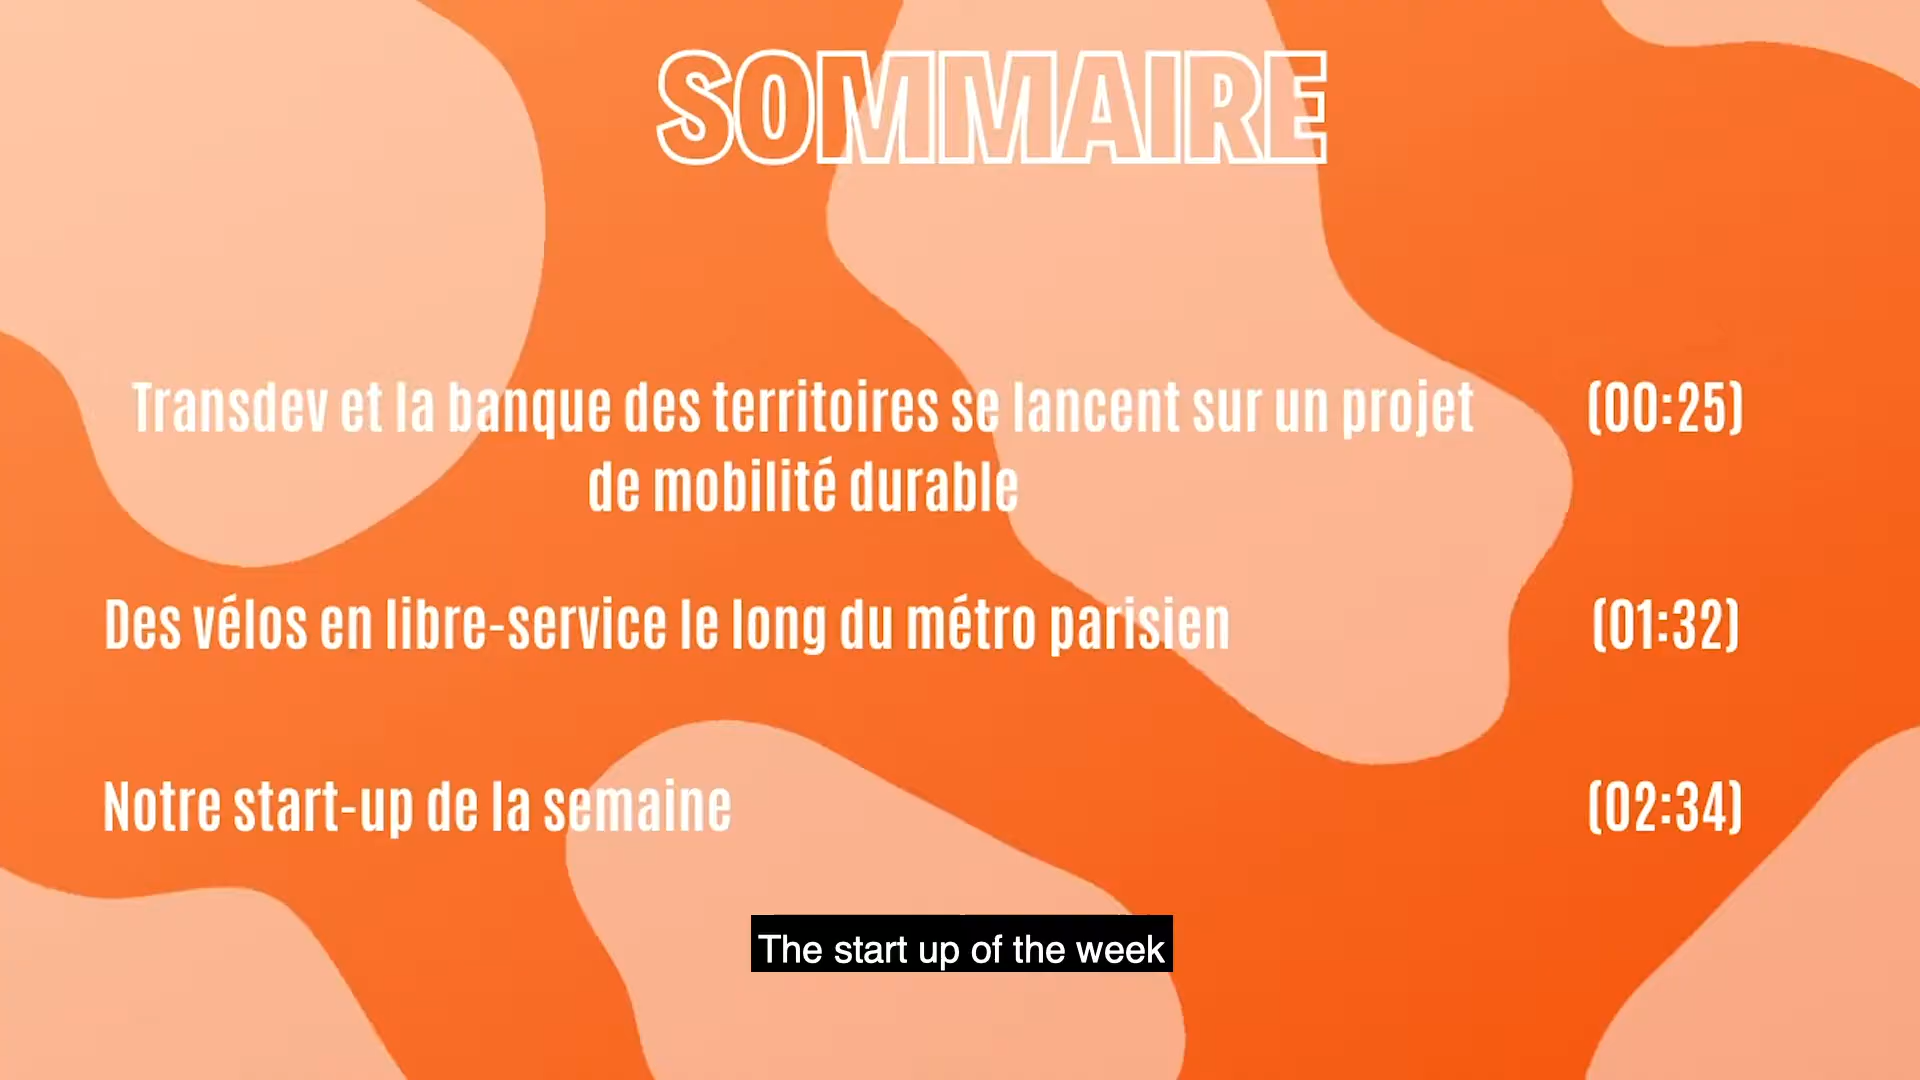 SOMMAIRE
Transdev et la banque des territoires se lancent sur un projet (00:25)
de mobilité durable
Des vélos en libre-service le long du métro parisien (01:32)
Notre start-up de la semaine (02:34)
The start up of the week